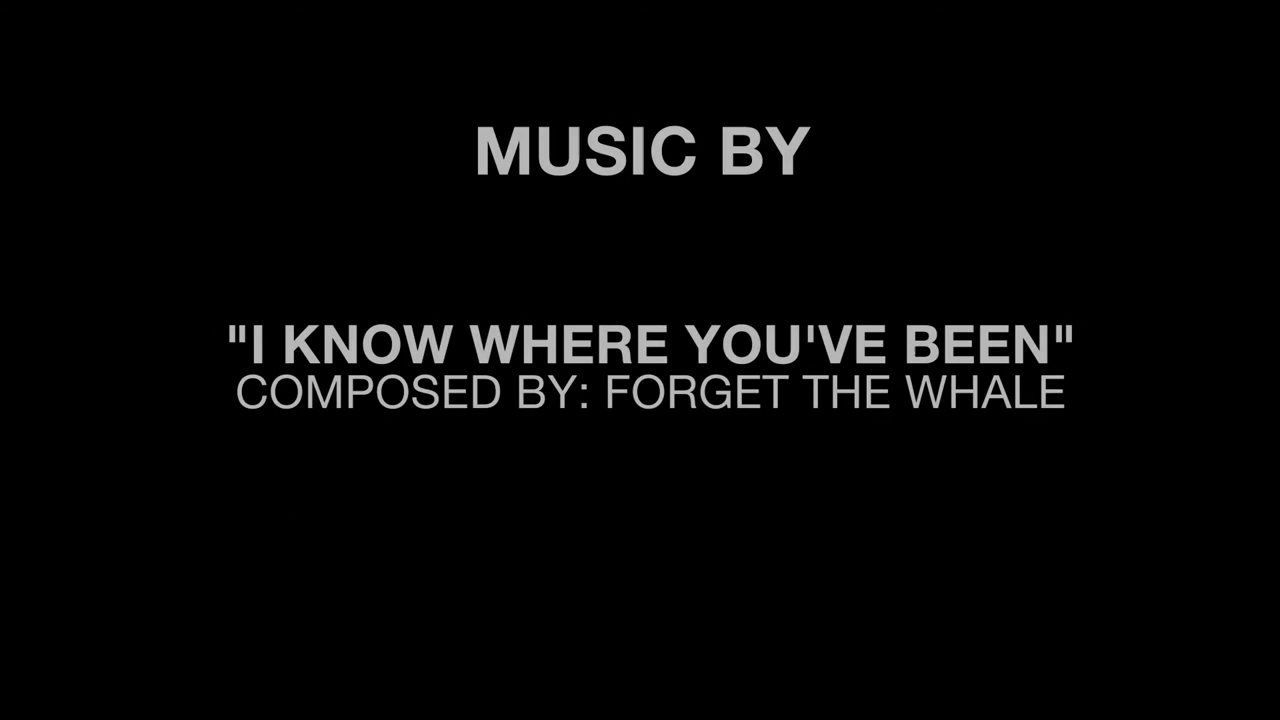 MUSIC BY
"I KNOW WHERE YOU'VE BEEN"
COMPOSED BY: FORGET THE WHALE